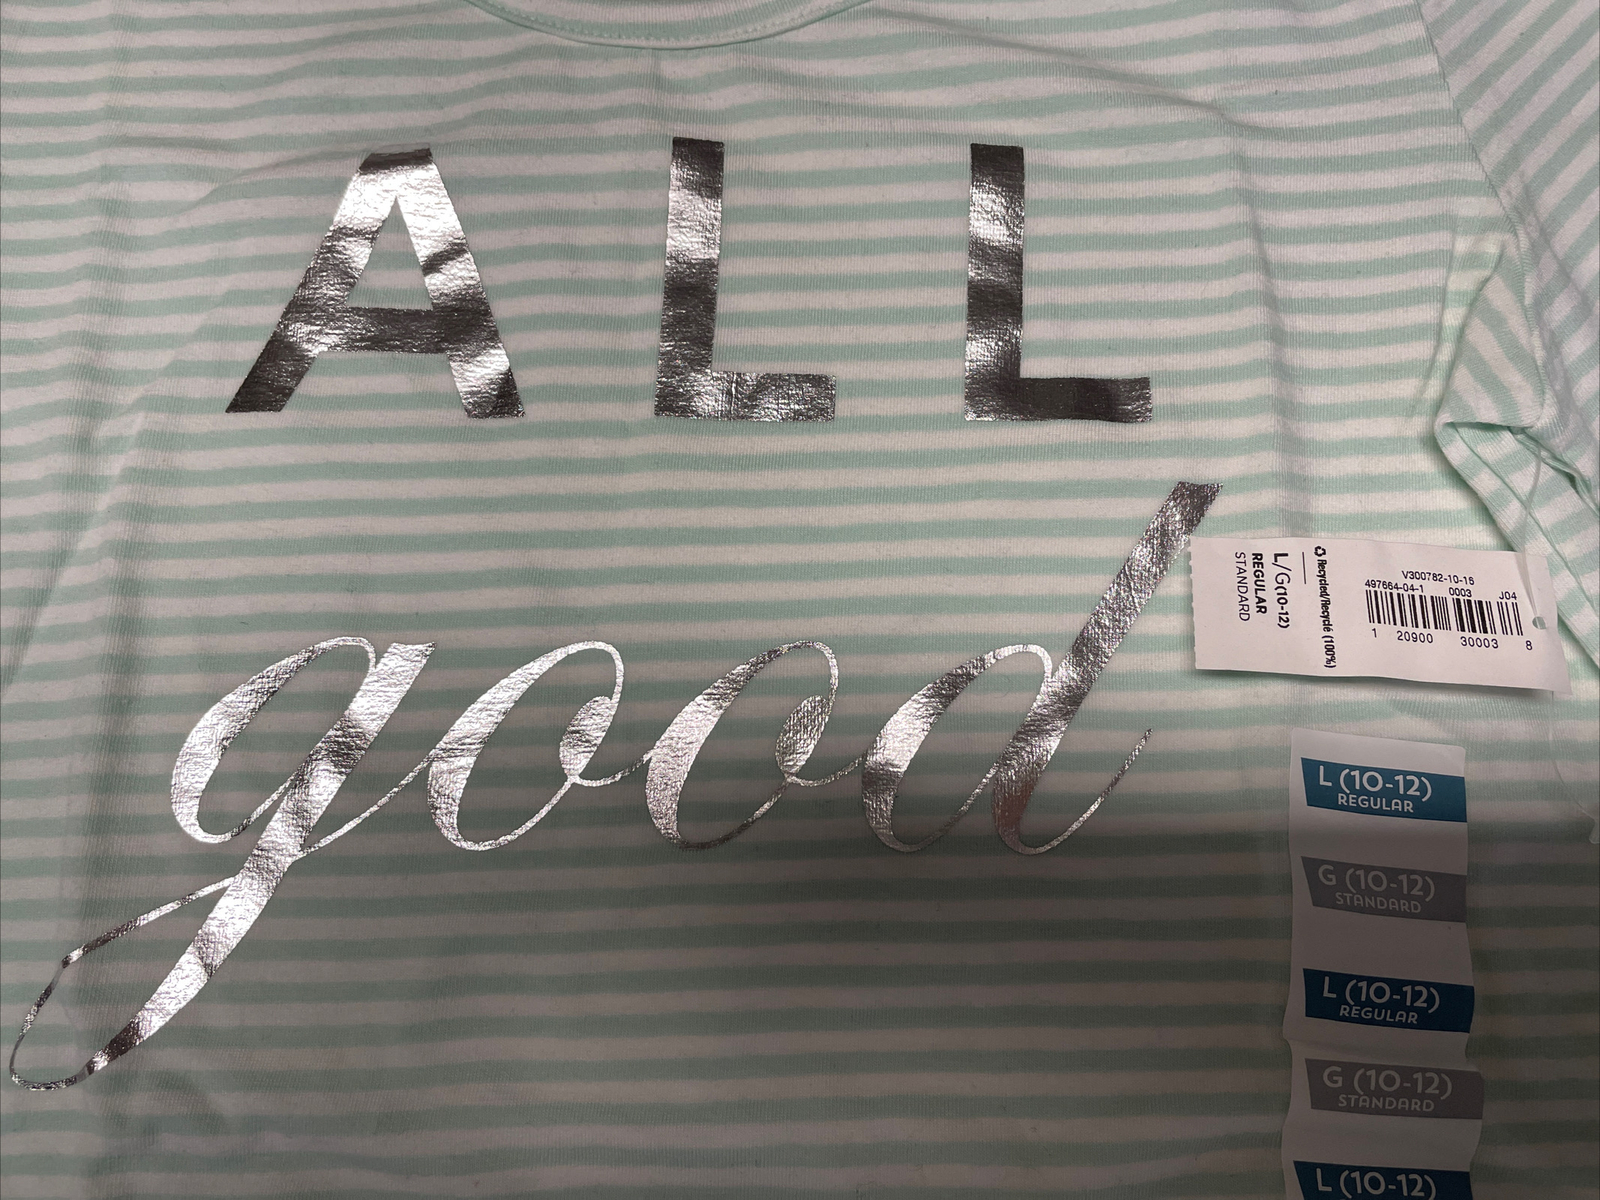 ALL
good
L/G(10-12)
REGULAR
STANDARD
Recycled/Recyclé (100%)
V300782-10-16
497664-04-1 0003 J04
1 20900 30003 8
L (10-12)
REGULAR
G (10-12)
STANDARD
L (10-12)
REGULAR
G (10-12)
STANDARD
L (10-12)